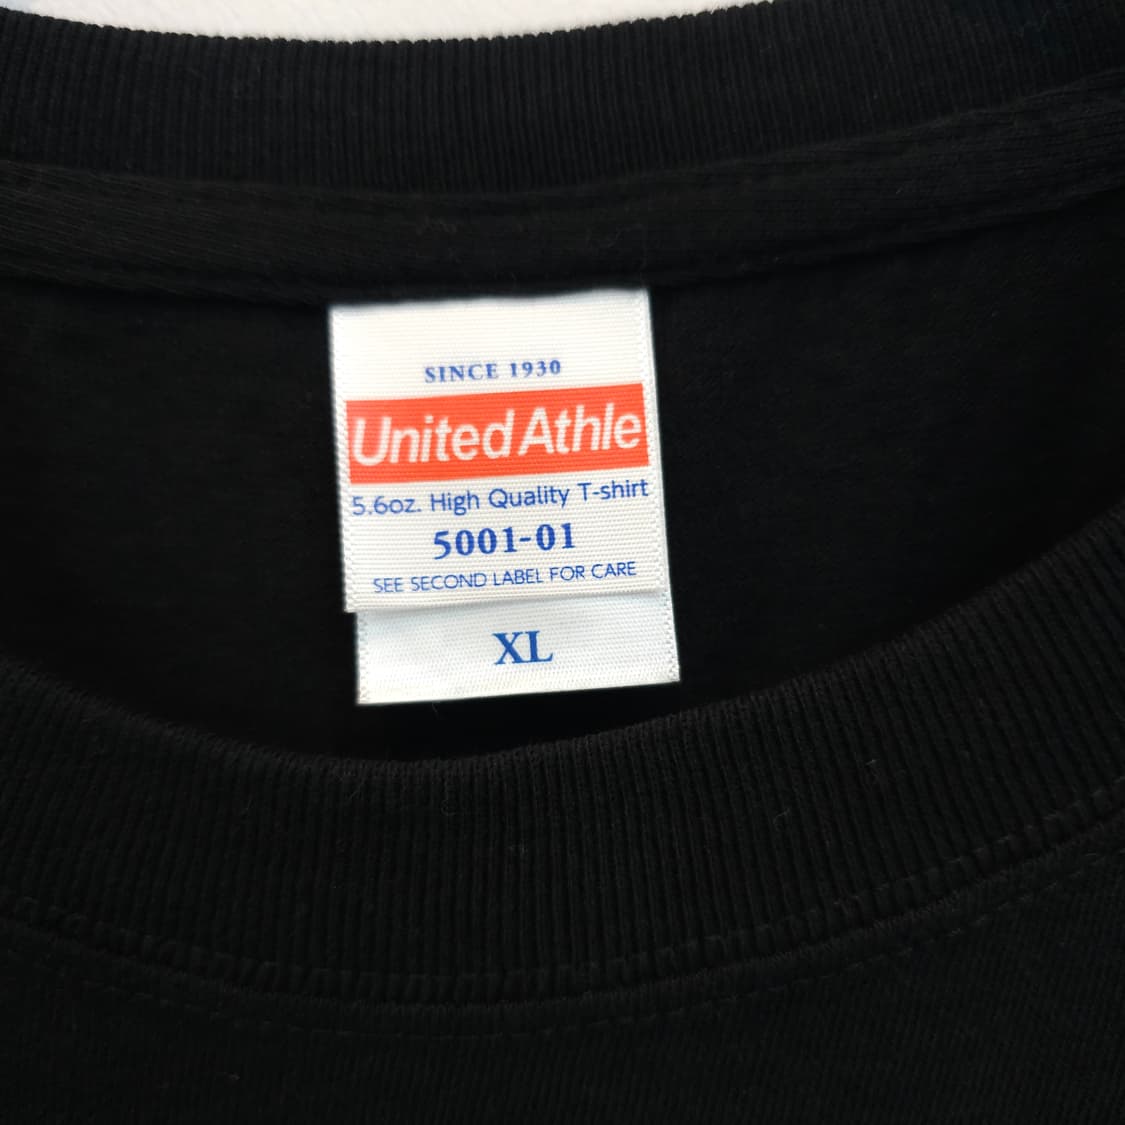 SINCE 1930
United Athle
5.6oz. High Quality T-shirt
5001-01
SEE SECOND LABEL FOR CARE
XL